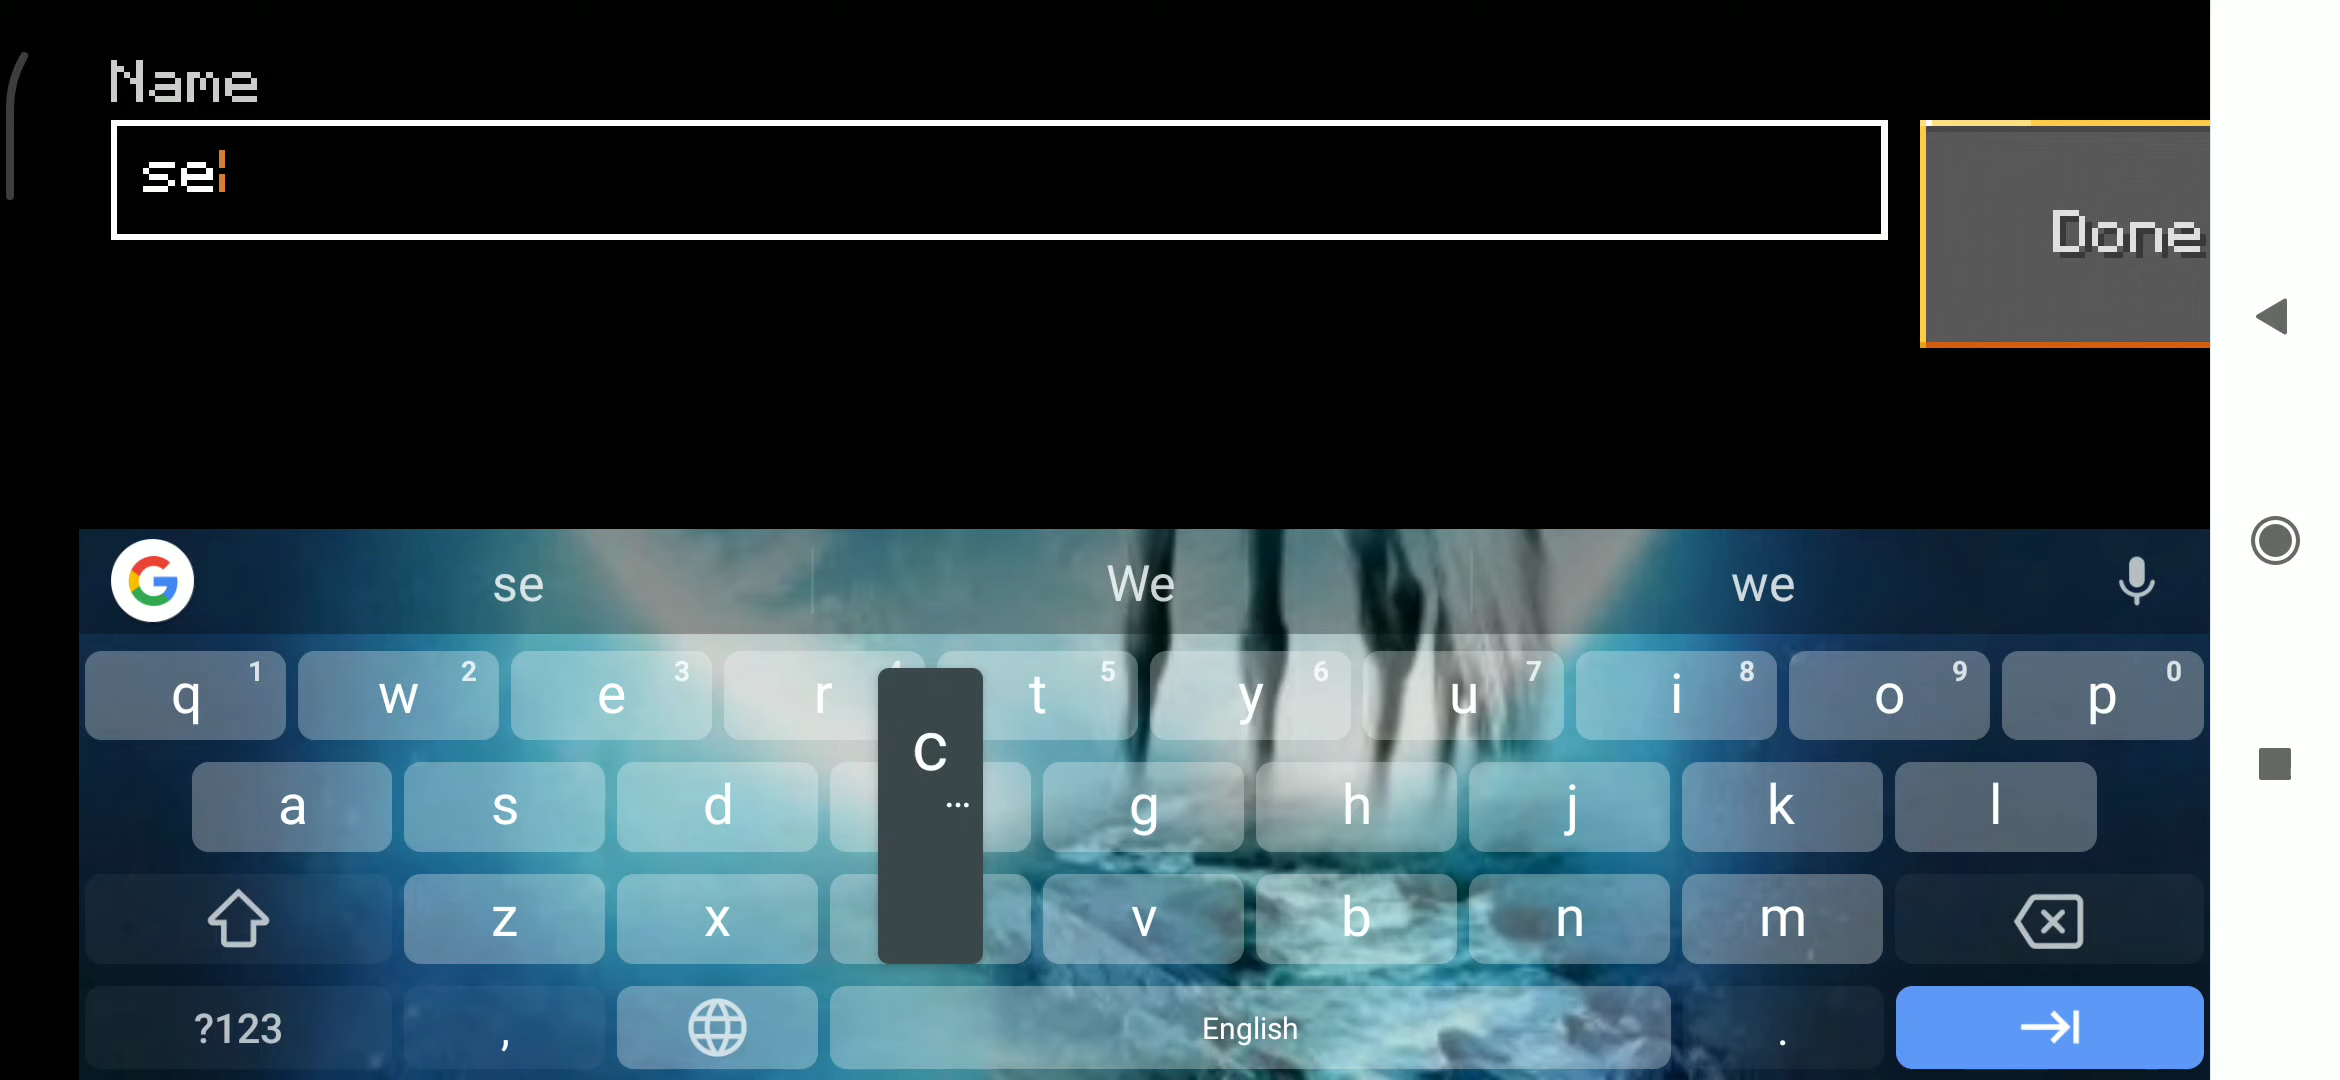 Name
se
Done
se We we
q 1 w 2 e 3 r t 5 y 6 u 7 i 8 o 9 p 0
c
...
a s d g h j k l
z x v b n m
?123 , English .